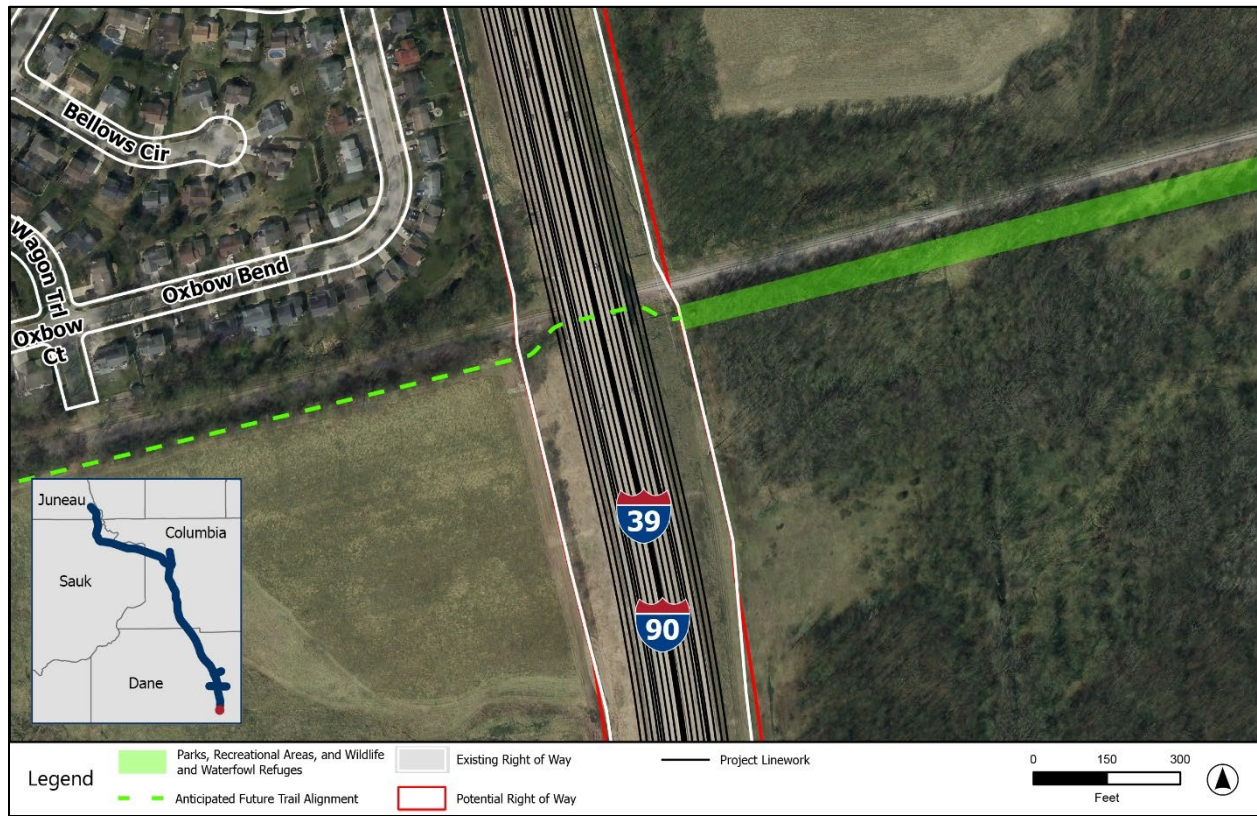 Bellows Cir
Wagon Trl
Oxbow Bend
Oxbow
Ct
39
90
Juneau
Columbia
Sauk
Dane
Legend
Parks, Recreational Areas, and Wildlife
and Waterfowl Refuges
Anticipated Future Trail Alignment
Existing Right of Way
Potential Right of Way
Project Linework
0 150 300
Feet